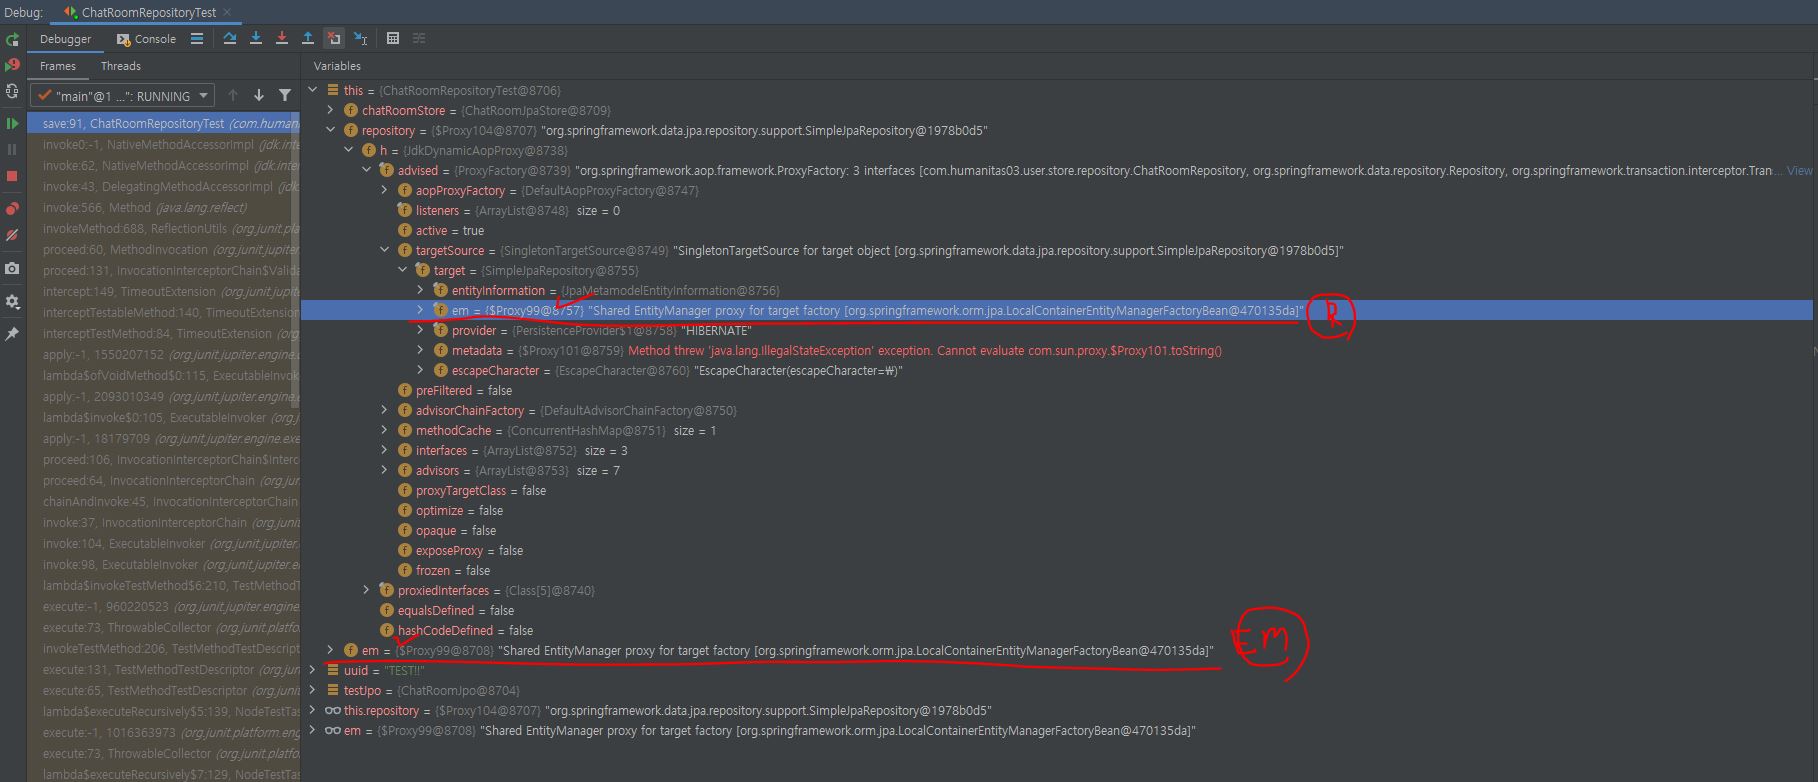 Debug: ChatRoomRepositoryTest
Debugger Console
Frames Threads
"main"@1 ...": RUNNING
save:91, ChatRoomRepositoryTest (com.humani
invoke0:-1, NativeMethodAccessorImpl (jdk.inte
invoke:62, NativeMethodAccessorImpl (jdk.inter
invoke:43, DelegatingMethodAccessorImpl (jdk
invoke:566, Method (java.lang.reflect)
invokeMethod:688, ReflectionUtils (org.junit.pla
proceed:60, MethodInvocation (org.junit.jupiter
proceed:131, InvocationInterceptorChain$Valida
intercept:149, TimeoutExtension (org.junit.jupite
interceptTestableMethod:140, TimeoutExtension
interceptTestMethod:84, TimeoutExtension (org
apply:-1, 1550207152 (org.junit.jupiter.engine.
lambda$ofVoidMethod$0:115, ExecutableInvok
apply:-1, 2093010349 (org.junit.jupiter.engine.e
lambda$invoke$0:105, ExecutableInvoker (org.j
apply:-1, 18179709 (org.junit.jupiter.engine.exe
proceed:106, InvocationInterceptorChain$Interc
proceed:64, InvocationInterceptorChain (org.jun
chainAndInvoke:45, InvocationInterceptorChain
invoke:37, InvocationInterceptorChain (org.junit
invoke:104, ExecutableInvoker (org.junit.jupiter.
invoke:98, ExecutableInvoker (org.junit.jupiter.e
lambda$invokeTestMethod$6:210, TestMethodT
execute:-1, 960220523 (org.junit.jupiter.engine.
execute:73, ThrowableCollector (org.junit.platfor
invokeTestMethod:206, TestMethodTestDescript
execute:131, TestMethodTestDescriptor (org.jun
execute:65, TestMethodTestDescriptor (org.junit
lambda$executeRecursively$5:139, NodeTestTas
execute:-1, 1016363973 (org.junit.platform.eng
execute:73, ThrowableCollector (org.junit.platfor
lambda$executeRecursively$7:129, NodeTestTas
Variables
this = {ChatRoomRepositoryTest@8706}
chatRoomStore = {ChatRoomJpaStore@8709}
repository = {$Proxy104@8707} "org.springframework.data.jpa.repository.support.SimpleJpaRepository@1978b0d5"
h = {JdkDynamicAopProxy@8738}
advised = {ProxyFactory@8739} "org.springframework.aop.framework.ProxyFactory: 3 interfaces [com.humanitas03.user.store.repository.ChatRoomRepository, org.springframework.data.repository.Repository, org.springframework.transaction.interceptor.Trans... View
aopProxyFactory = {DefaultAopProxyFactory@8747}
listeners = {ArrayList@8748} size = 0
active = true
targetSource = {SingletonTargetSource@8749} "SingletonTargetSource for target object [org.springframework.data.jpa.repository.support.SimpleJpaRepository@1978b0d5]"
target = {SimpleJpaRepository@8755}
entityInformation = {JpaMetamodelEntityInformation@8756}
em = {$Proxy99@8757} "Shared EntityManager proxy for target factory [org.springframework.orm.jpa.LocalContainerEntityManagerFactoryBean@470135da]" R
provider = {PersistenceProvider$1@8758} "HIBERNATE"
metadata = {$Proxy101@8759} Method threw 'java.lang.IllegalStateException' exception. Cannot evaluate com.sun.proxy.$Proxy101.toString()
escapeCharacter = {EscapeCharacter@8760} "EscapeCharacter(escapeCharacter=₩)"
preFiltered = false
advisorChainFactory = {DefaultAdvisorChainFactory@8750}
methodCache = {ConcurrentHashMap@8751} size = 1
interfaces = {ArrayList@8752} size = 3
advisors = {ArrayList@8753} size = 7
proxyTargetClass = false
optimize = false
opaque = false
exposeProxy = false
frozen = false
proxiedInterfaces = {Class[5]@8740}
equalsDefined = false
hashCodeDefined = false
em = {$Proxy99@8708} "Shared EntityManager proxy for target factory [org.springframework.orm.jpa.LocalContainerEntityManagerFactoryBean@470135da]" EM
uuid = "TEST!!"
testJpo = {ChatRoomJpo@8704}
this.repository = {$Proxy104@8707} "org.springframework.data.jpa.repository.support.SimpleJpaRepository@1978b0d5"
em = {$Proxy99@8708} "Shared EntityManager proxy for target factory [org.springframework.orm.jpa.LocalContainerEntityManagerFactoryBean@470135da]"